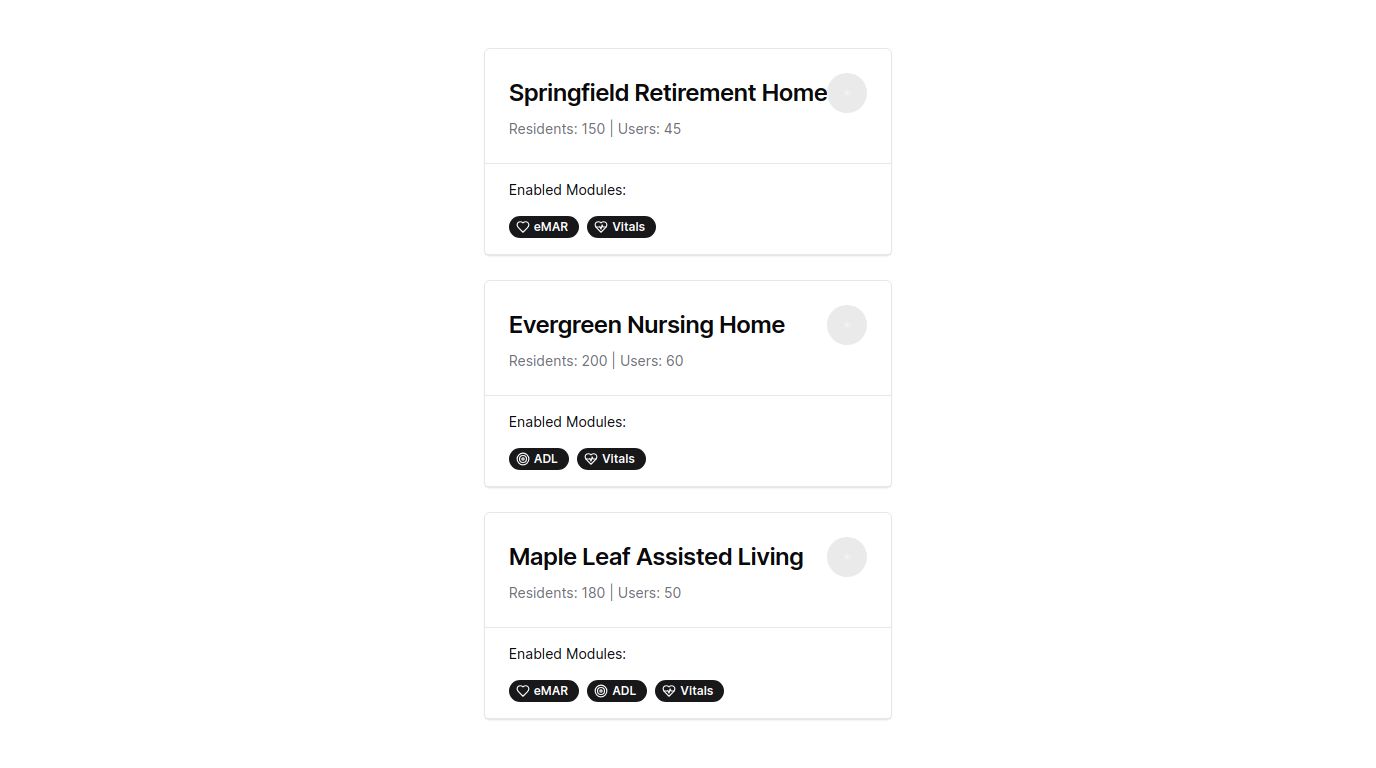 Springfield Retirement Home
Residents: 150 | Users: 45
Enabled Modules:
eMAR Vitals
Evergreen Nursing Home
Residents: 200 | Users: 60
Enabled Modules:
ADL Vitals
Maple Leaf Assisted Living
Residents: 180 | Users: 50
Enabled Modules:
eMAR ADL Vitals